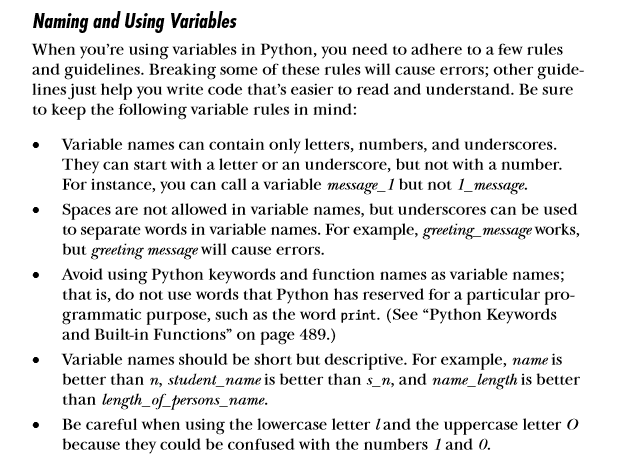 Naming and Using Variables
When you’re using variables in Python, you need to adhere to a few rules
and guidelines. Breaking some of these rules will cause errors; other guide-
lines just help you write code that’s easier to read and understand. Be sure
to keep the following variable rules in mind:
• Variable names can contain only letters, numbers, and underscores.
They can start with a letter or an underscore, but not with a number.
For instance, you can call a variable message_1 but not 1_message.
• Spaces are not allowed in variable names, but underscores can be used
to separate words in variable names. For example, greeting_message works,
but greeting message will cause errors.
• Avoid using Python keywords and function names as variable names;
that is, do not use words that Python has reserved for a particular pro-
grammatic purpose, such as the word print. (See “Python Keywords
and Built-in Functions” on page 489.)
• Variable names should be short but descriptive. For example, name is
better than n, student_name is better than s_n, and name_length is better
than length_of_persons_name.
• Be careful when using the lowercase letter l and the uppercase letter O
because they could be confused with the numbers 1 and 0.